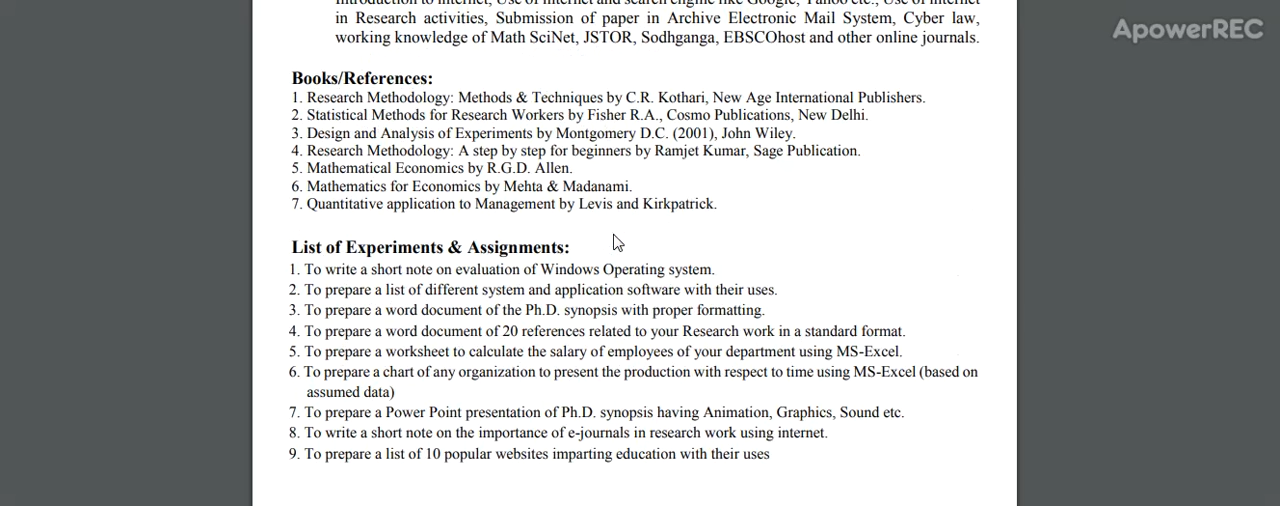 Introduction to internet, Use of internet and search engine like Google, Yahoo etc., Use of internet
in Research activities, Submission of paper in Archive Electronic Mail System, Cyber law,
working knowledge of Math SciNet, JSTOR, Sodhganga, EBSCOhost and other online journals.
ApowerREC
Books/References:
1. Research Methodology: Methods & Techniques by C.R. Kothari, New Age International Publishers.
2. Statistical Methods for Research Workers by Fisher R.A., Cosmo Publications, New Delhi.
3. Design and Analysis of Experiments by Montgomery D.C. (2001), John Wiley.
4. Research Methodology: A step by step for beginners by Ramjet Kumar, Sage Publication.
5. Mathematical Economics by R.G.D. Allen.
6. Mathematics for Economics by Mehta & Madanami.
7. Quantitative application to Management by Levis and Kirkpatrick.
List of Experiments & Assignments:
1. To write a short note on evaluation of Windows Operating system.
2. To prepare a list of different system and application software with their uses.
3. To prepare a word document of the Ph.D. synopsis with proper formatting.
4. To prepare a word document of 20 references related to your Research work in a standard format.
5. To prepare a worksheet to calculate the salary of employees of your department using MS-Excel.
6. To prepare a chart of any organization to present the production with respect to time using MS-Excel (based on
assumed data)
7. To prepare a Power Point presentation of Ph.D. synopsis having Animation, Graphics, Sound etc.
8. To write a short note on the importance of e-journals in research work using internet.
9. To prepare a list of 10 popular websites imparting education with their uses